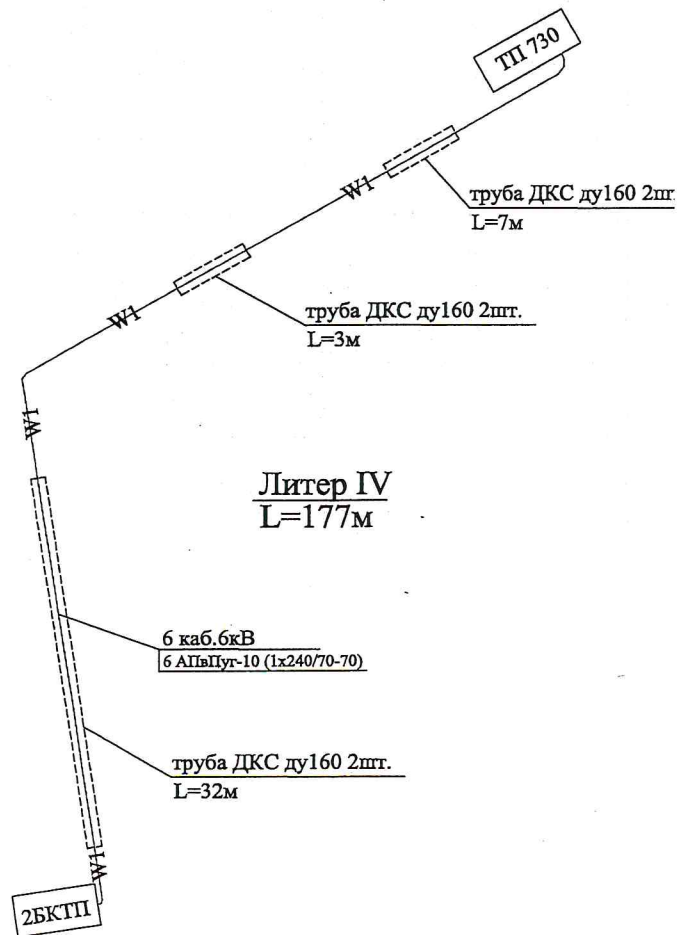 ТП 730
W1
труба ДКС ду160 2шт.
L=7м
W1
труба ДКС ду160 2шт.
L=3м
W1
Литер IV
L=177м
6 каб.6кВ
6 АПвПуг-10 (1х240/70-70)
труба ДКС ду160 2шт.
L=32м
W1
2БКТП